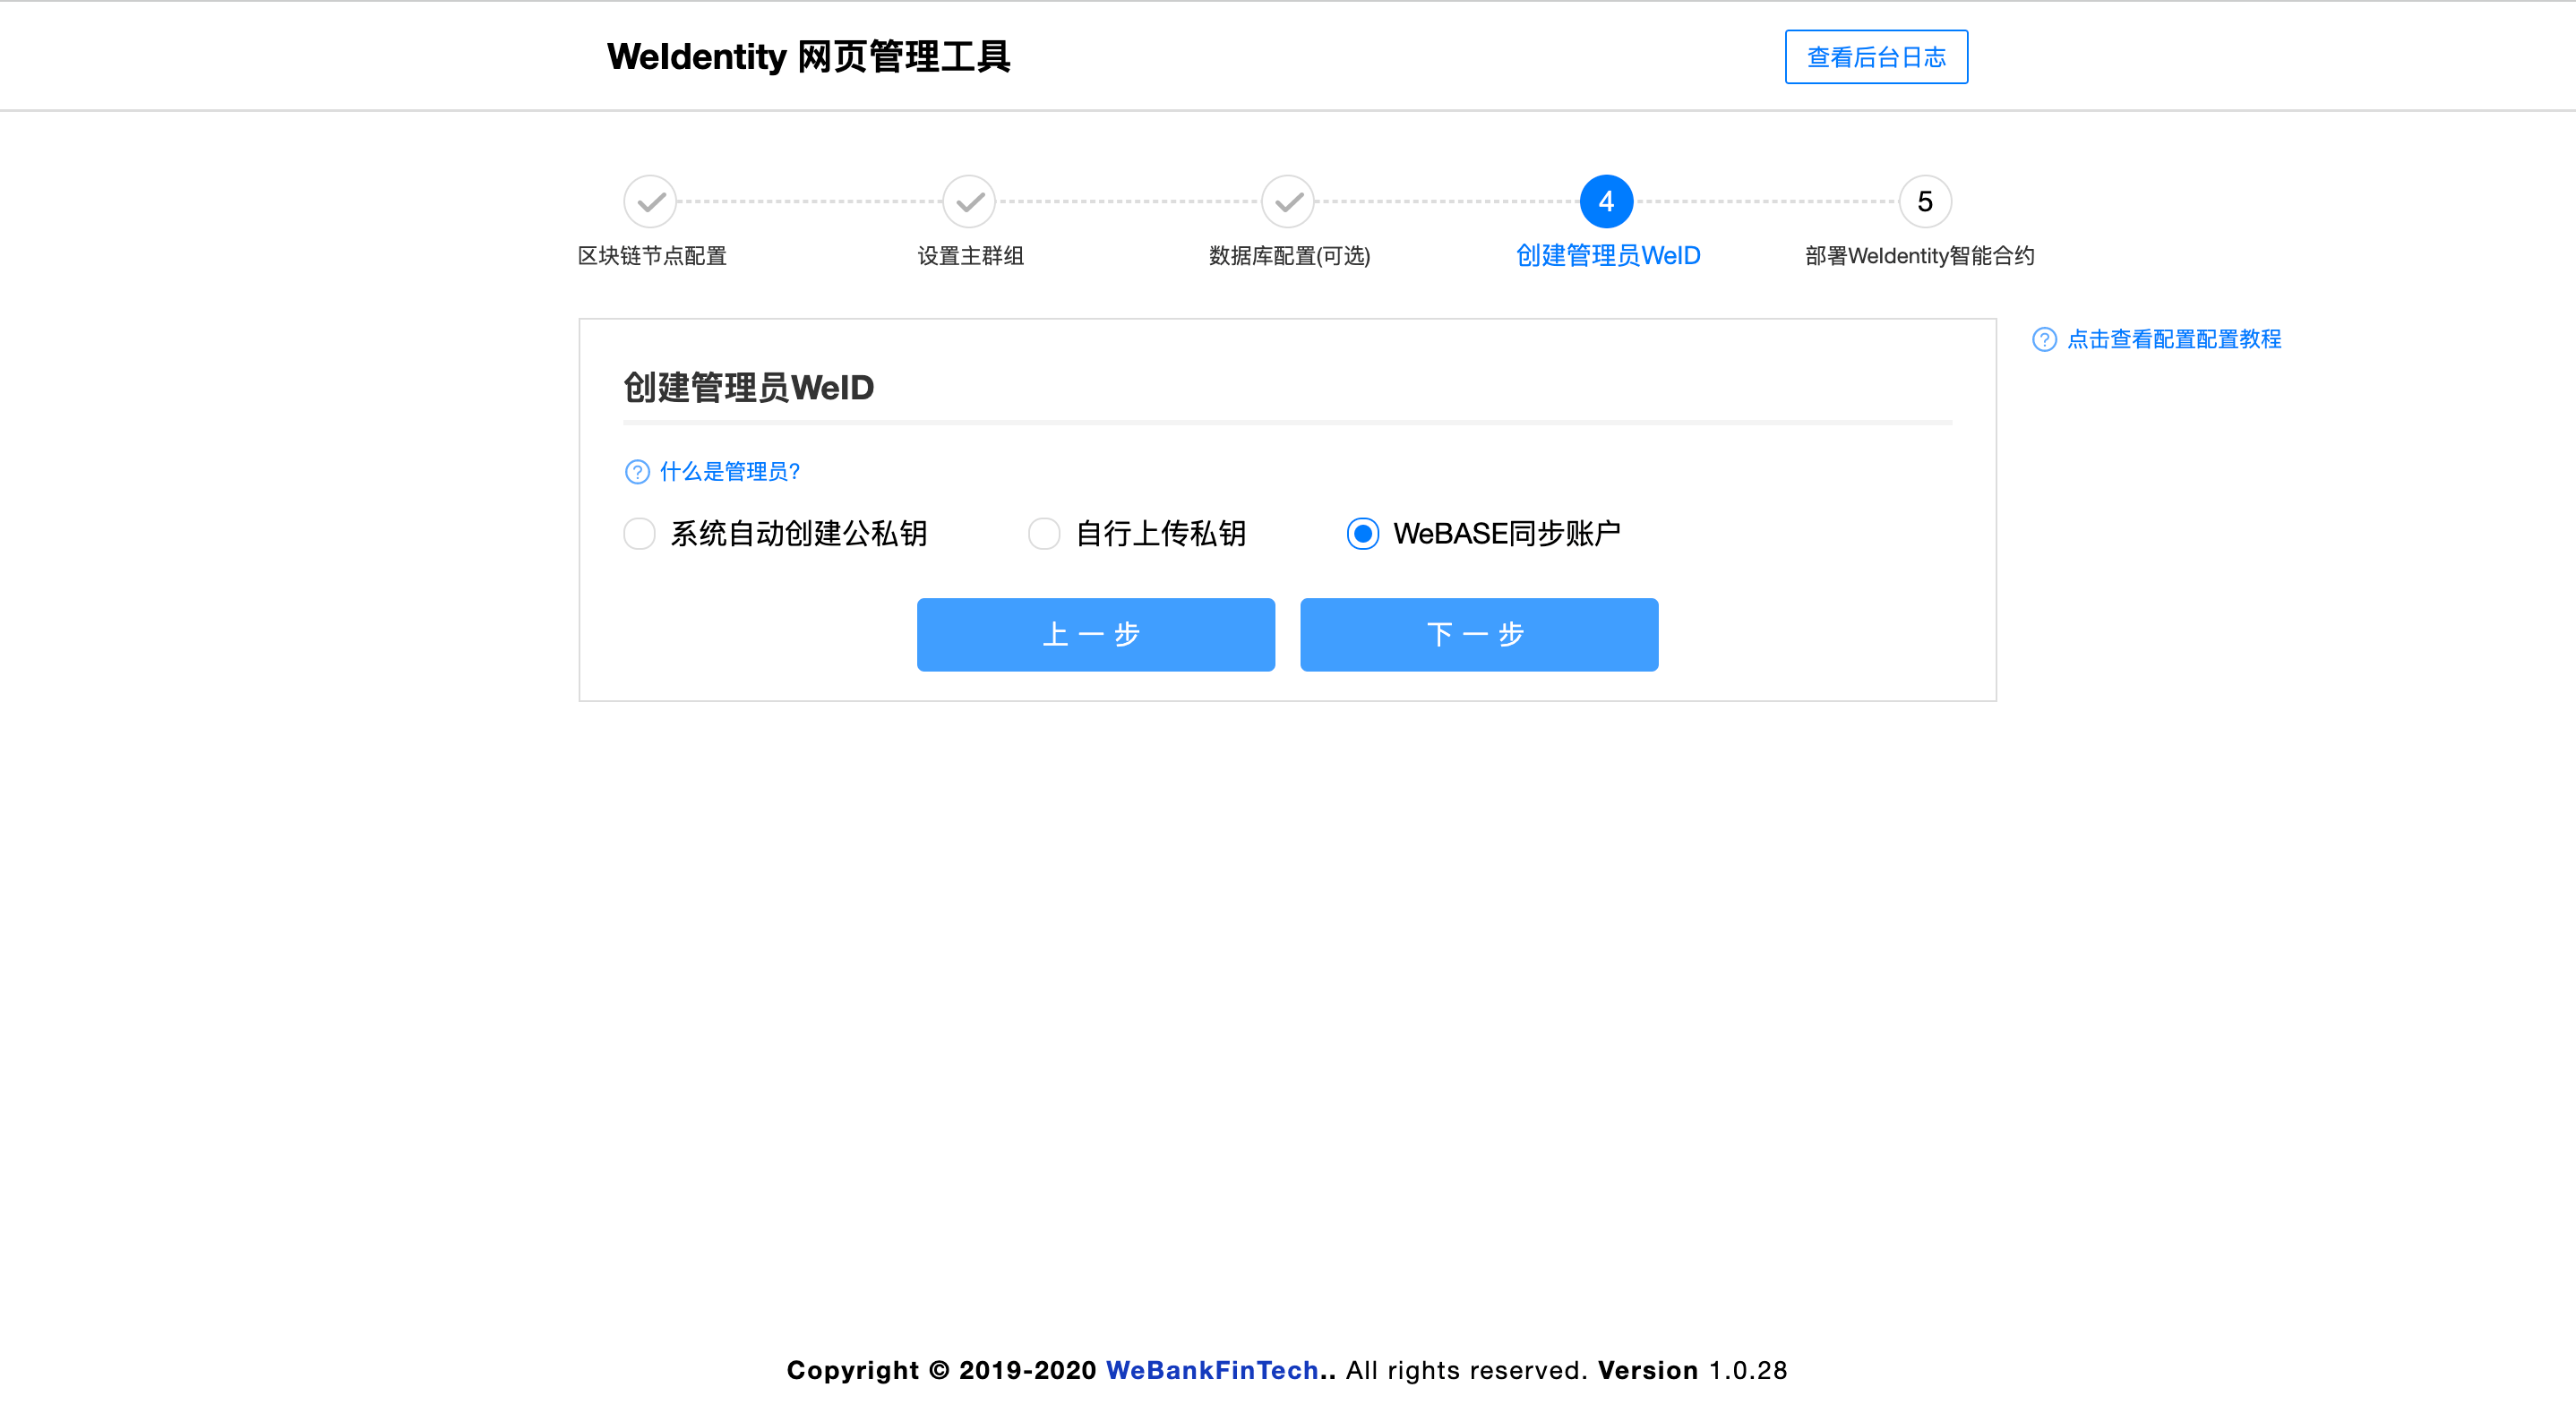 WeIdentity 网页管理工具
查看后台日志
4
5
区块链节点配置
设置主群组
数据库配置(可选)
创建管理员WeID
部署WeIdentity智能合约
点击查看配置配置教程
创建管理员WeID
什么是管理员?
系统自动创建公私钥
自行上传私钥
WeBASE同步账户
上一步
下一步
Copyright © 2019-2020 WeBankFinTech.. All rights reserved. Version 1.0.28